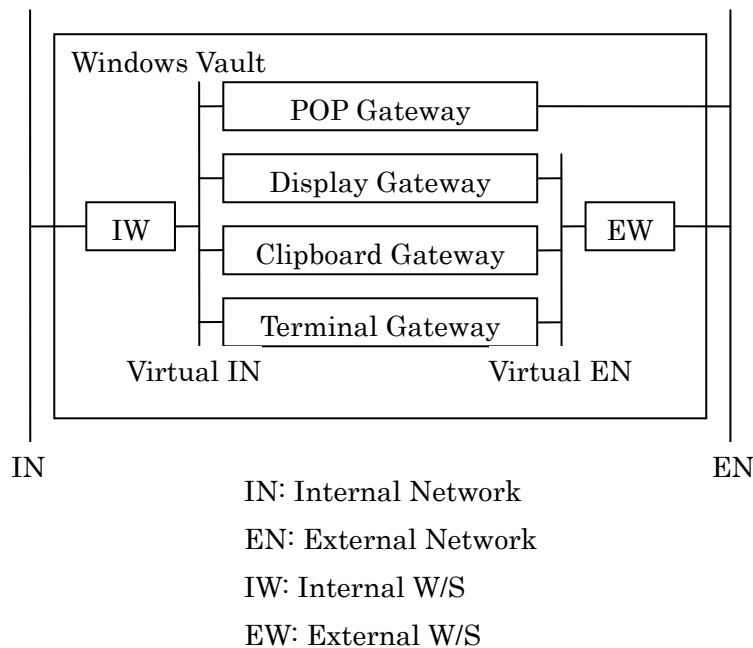 Windows Vault
POP Gateway
Display Gateway
IW
EW
Clipboard Gateway
Terminal Gateway
Virtual IN
Virtual EN
IN
EN
IN: Internal Network
EN: External Network
IW: Internal W/S
EW: External W/S